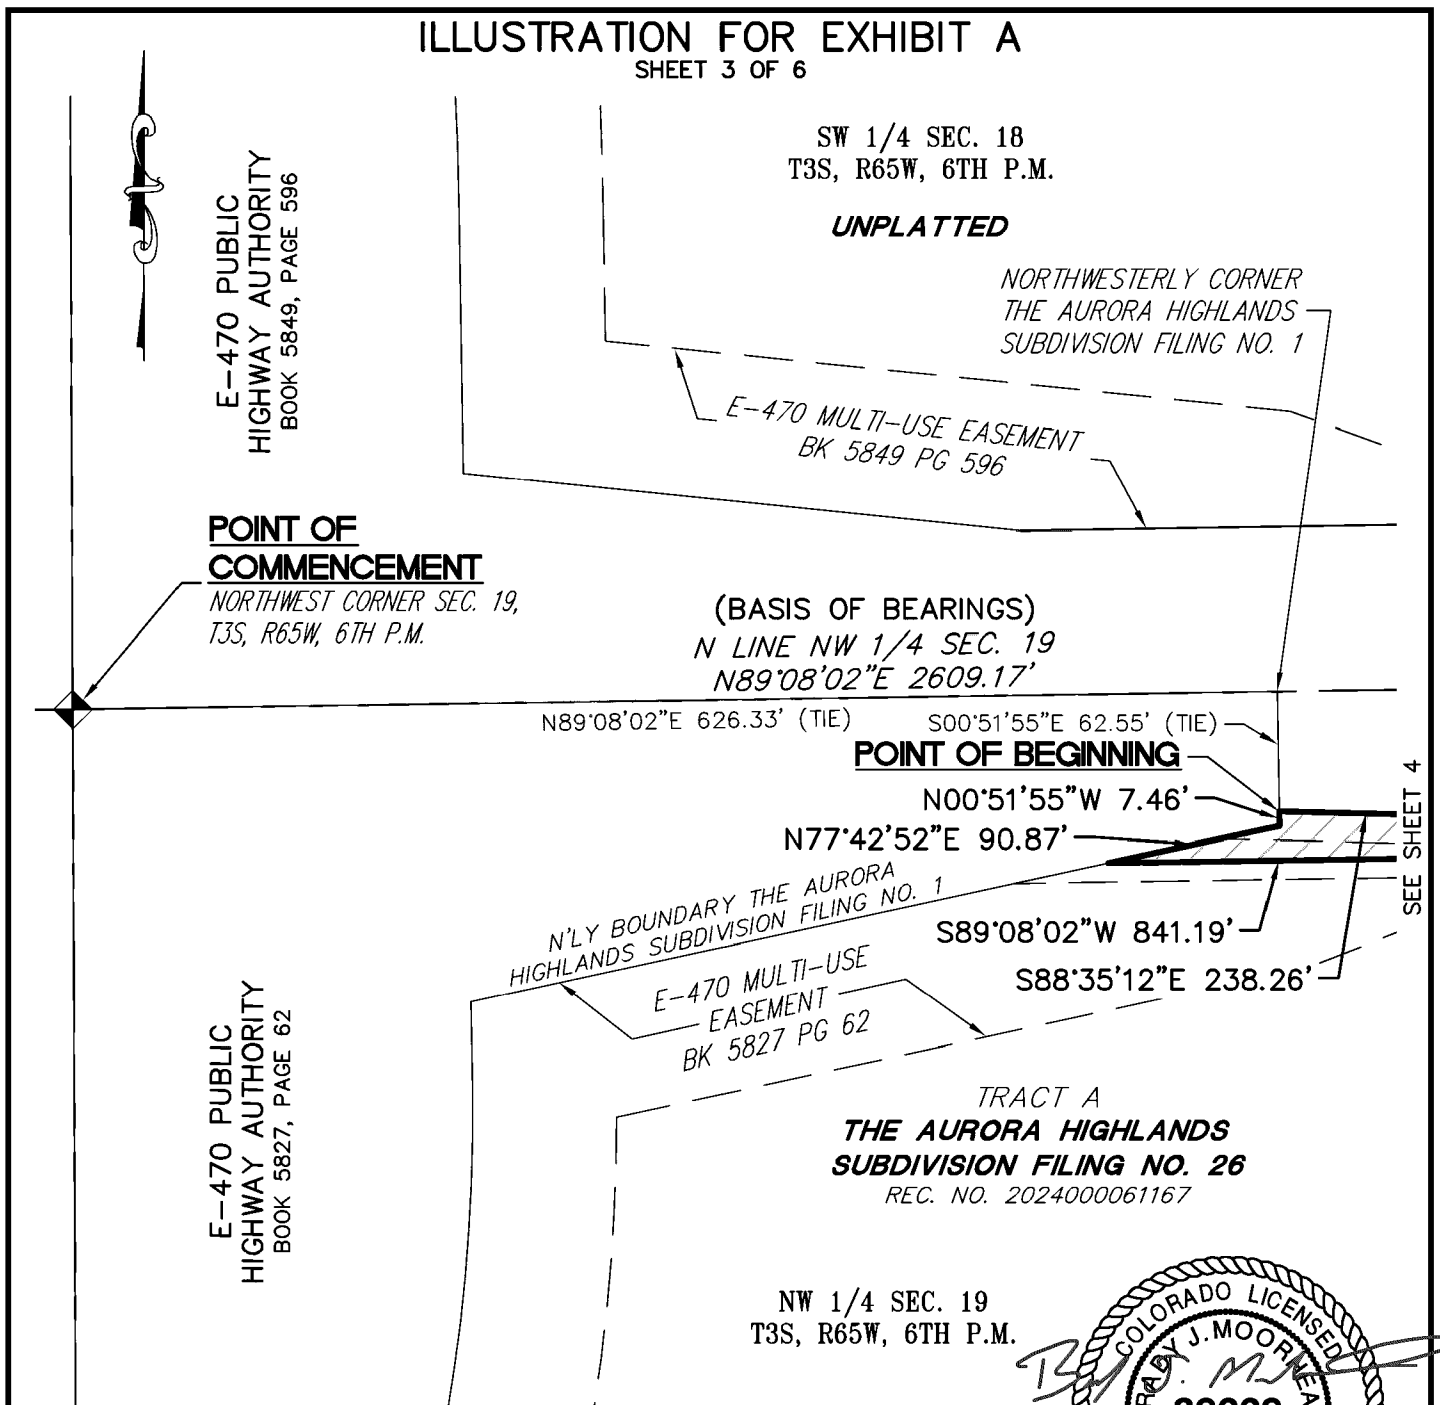 ILLUSTRATION FOR EXHIBIT A
SHEET 3 OF 6
SW 1/4 SEC. 18
T3S, R65W, 6TH P.M.
UNPLATTED
E-470 PUBLIC
HIGHWAY AUTHORITY
BOOK 5849, PAGE 596
NORTHWESTERLY CORNER
THE AURORA HIGHLANDS
SUBDIVISION FILING NO. 1
E-470 MULTI-USE EASEMENT
BK 5849 PG 596
POINT OF
COMMENCEMENT
NORTHWEST CORNER SEC. 19,
T3S, R65W, 6TH P.M.
(BASIS OF BEARINGS)
N LINE NW 1/4 SEC. 19
N89°08'02"E 2609.17'
N89°08'02"E 626.33' (TIE)
S00°51'55"E 62.55' (TIE)
POINT OF BEGINNING
N00°51'55"W 7.46'
N77°42'52"E 90.87'
SEE SHEET 4
N'LY BOUNDARY THE AURORA
HIGHLANDS SUBDIVISION FILING NO. 1
S89°08'02"W 841.19'
S88°35'12"E 238.26'
E-470 MULTI-USE
EASEMENT
BK 5827 PG 62
E-470 PUBLIC
HIGHWAY AUTHORITY
BOOK 5827, PAGE 62
TRACT A
THE AURORA HIGHLANDS
SUBDIVISION FILING NO. 26
REC. NO. 2024000061167
NW 1/4 SEC. 19
T3S, R65W, 6TH P.M.
COLORADO LICENSED
J. MOOR